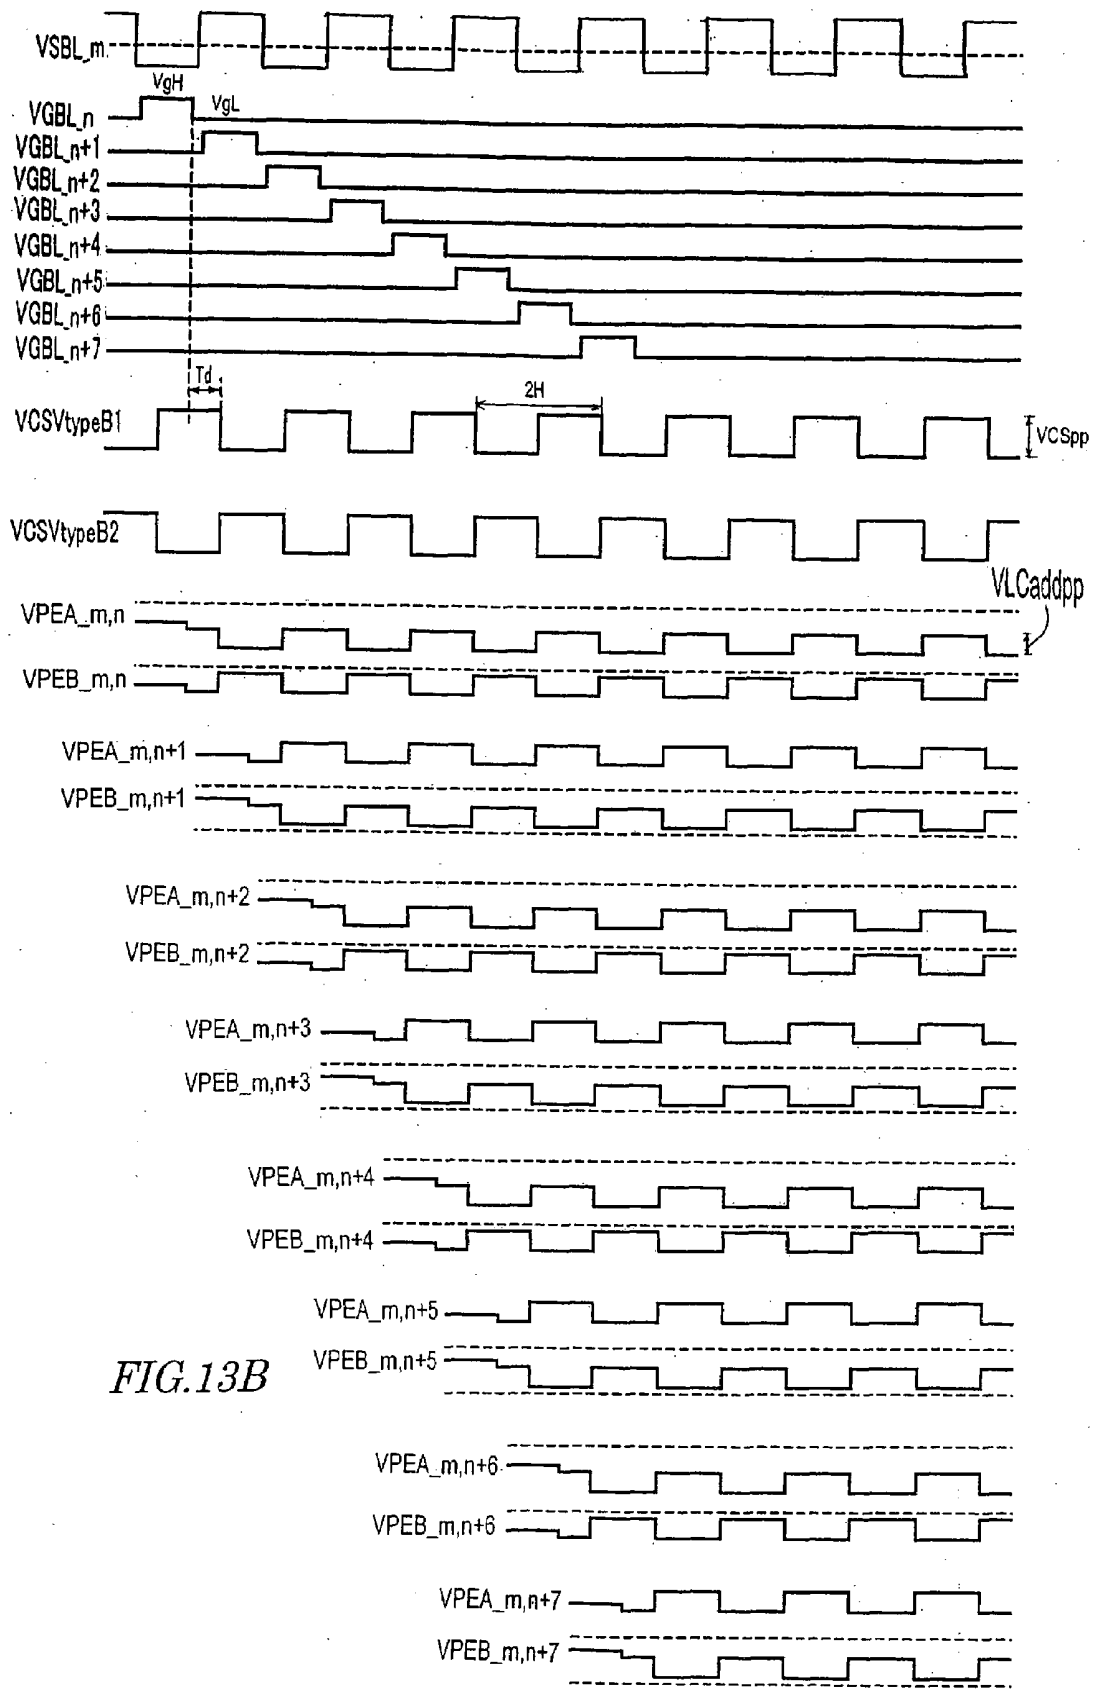 VSBL_m
VgH
VgL
VGBL_n
VGBL_n+1
VGBL_n+2
VGBL_n+3
VGBL_n+4
VGBL_n+5
VGBL_n+6
VGBL_n+7
Td
2H
VCSVtypeB1
VCSpp
VCSVtypeB2
VLCaddpp
VPEA_m,n
VPEB_m,n
VPEA_m,n+1
VPEB_m,n+1
VPEA_m,n+2
VPEB_m,n+2
VPEA_m,n+3
VPEB_m,n+3
VPEA_m,n+4
VPEB_m,n+4
VPEA_m,n+5
VPEB_m,n+5
FIG.13B
VPEA_m,n+6
VPEB_m,n+6
VPEA_m,n+7
VPEB_m,n+7